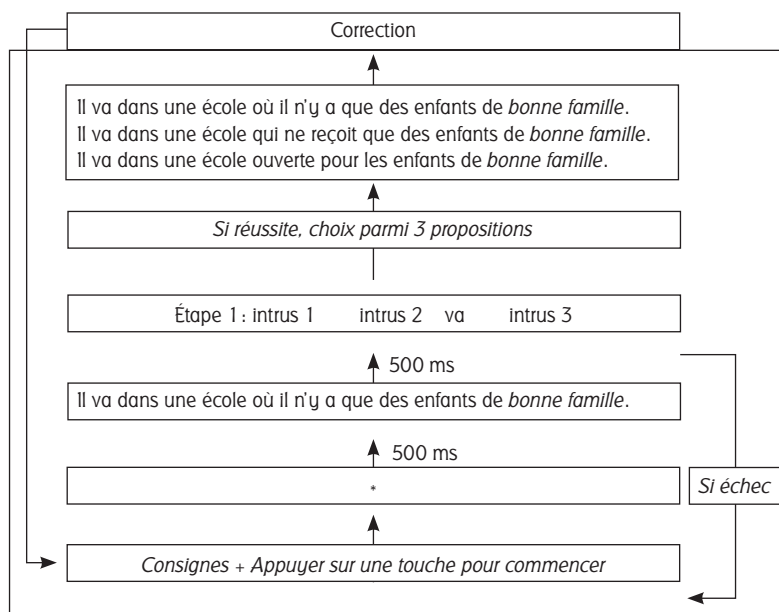 Correction
Il va dans une école où il n'y a que des enfants de bonne famille.
Il va dans une école qui ne reçoit que des enfants de bonne famille.
Il va dans une école ouverte pour les enfants de bonne famille.
Si réussite, choix parmi 3 propositions
Étape 1 : intrus 1 intrus 2 va intrus 3
500 ms
Il va dans une école où il n'y a que des enfants de bonne famille.
500 ms
*
Si échec
Consignes + Appuyer sur une touche pour commencer